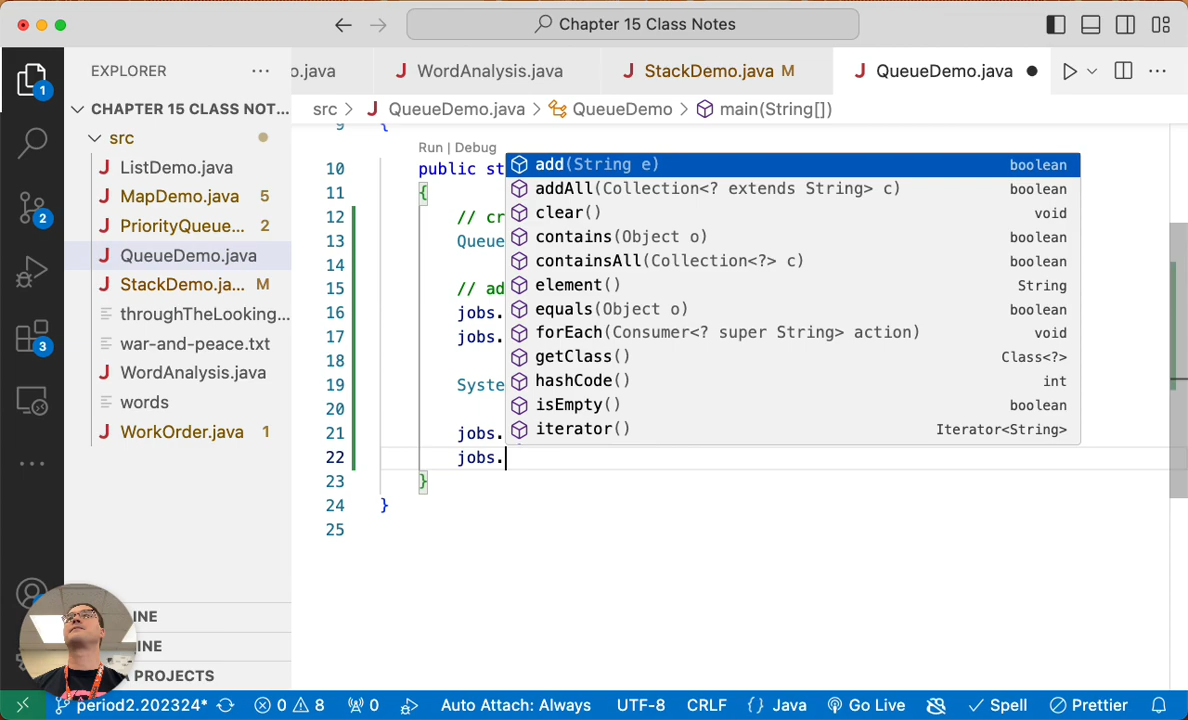 Chapter 15 Class Notes
EXPLORER
o.java
WordAnalysis.java
StackDemo.java M
QueueDemo.java
CHAPTER 15 CLASS NOT...
src > QueueDemo.java > QueueDemo > main(String[])
src
ListDemo.java
MapDemo.java 5
PriorityQueue... 2
QueueDemo.java
StackDemo.ja... M
throughTheLooking...
war-and-peace.txt
WordAnalysis.java
words
WorkOrder.java 1
1
2
3
INE
INE
PROJECTS
9 {
Run | Debug
10 public st
11 {
12 // cr
13 Queue
14
15 // ad
16 jobs.
17 jobs.
18
19 Syste
20
21 jobs.
22 jobs.
23 }
24 }
25
add(String e) boolean
addAll(Collection<? extends String> c) boolean
clear() void
contains(Object o) boolean
containsAll(Collection<?> c) boolean
element() String
equals(Object o) boolean
forEach(Consumer<? super String> action) void
getClass() Class<?>
hashCode() int
isEmpty() boolean
iterator() Iterator<String>
period2.202324* 0 8 0 Auto Attach: Always UTF-8 CRLF {} Java Go Live Spell Prettier